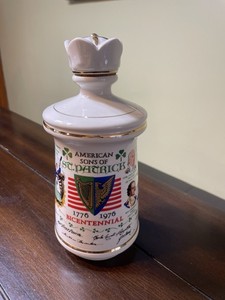 AMERICAN
SONS OF
ST. PATRICK
1776 1976
BICENTENNIAL